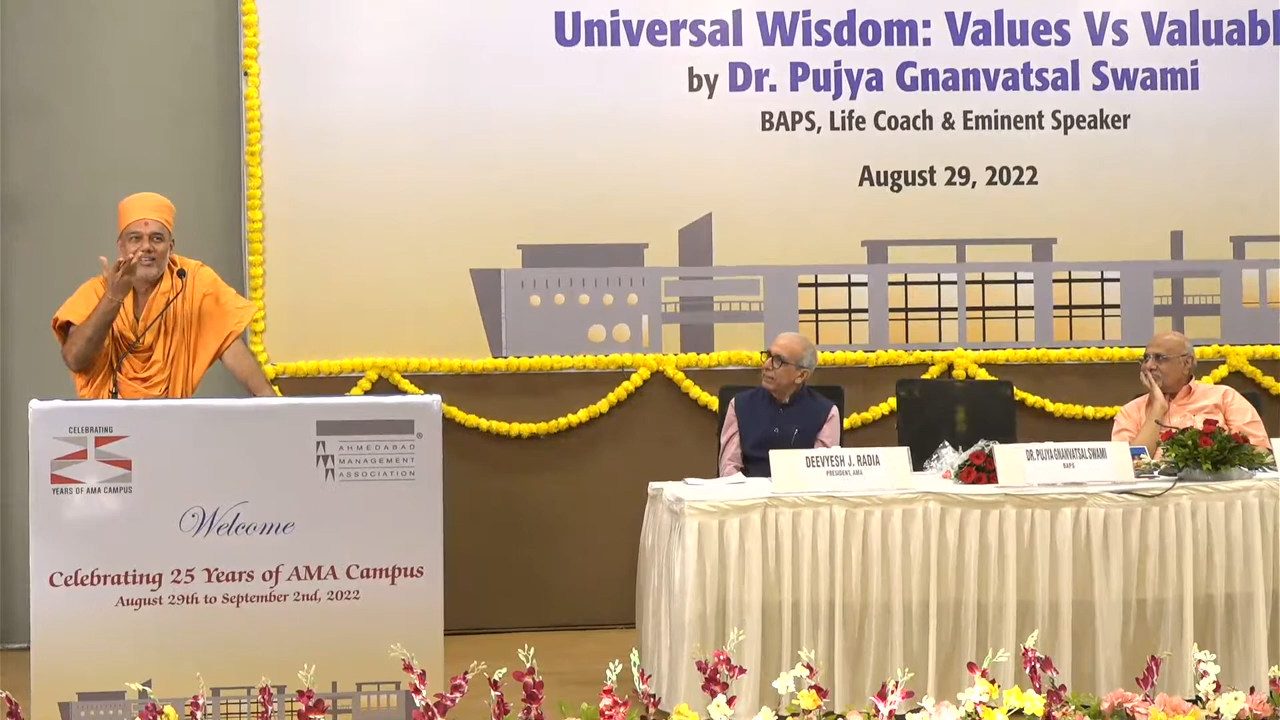 Universal Wisdom: Values Vs Valuabl
by Dr. Pujya Gnanvatsal Swami
BAPS, Life Coach & Eminent Speaker
August 29, 2022
CELEBRATING
YEARS OF AMA CAMPUS
AHMEDABAD
MANAGEMENT
ASSOCIATION
®
Welcome
Celebrating 25 Years of AMA Campus
August 29th to September 2nd, 2022
DEEVYESH J. RADIA
PRESIDENT, AMA
DR. PUJYA GNANVATSAL SWAMI
BAPS